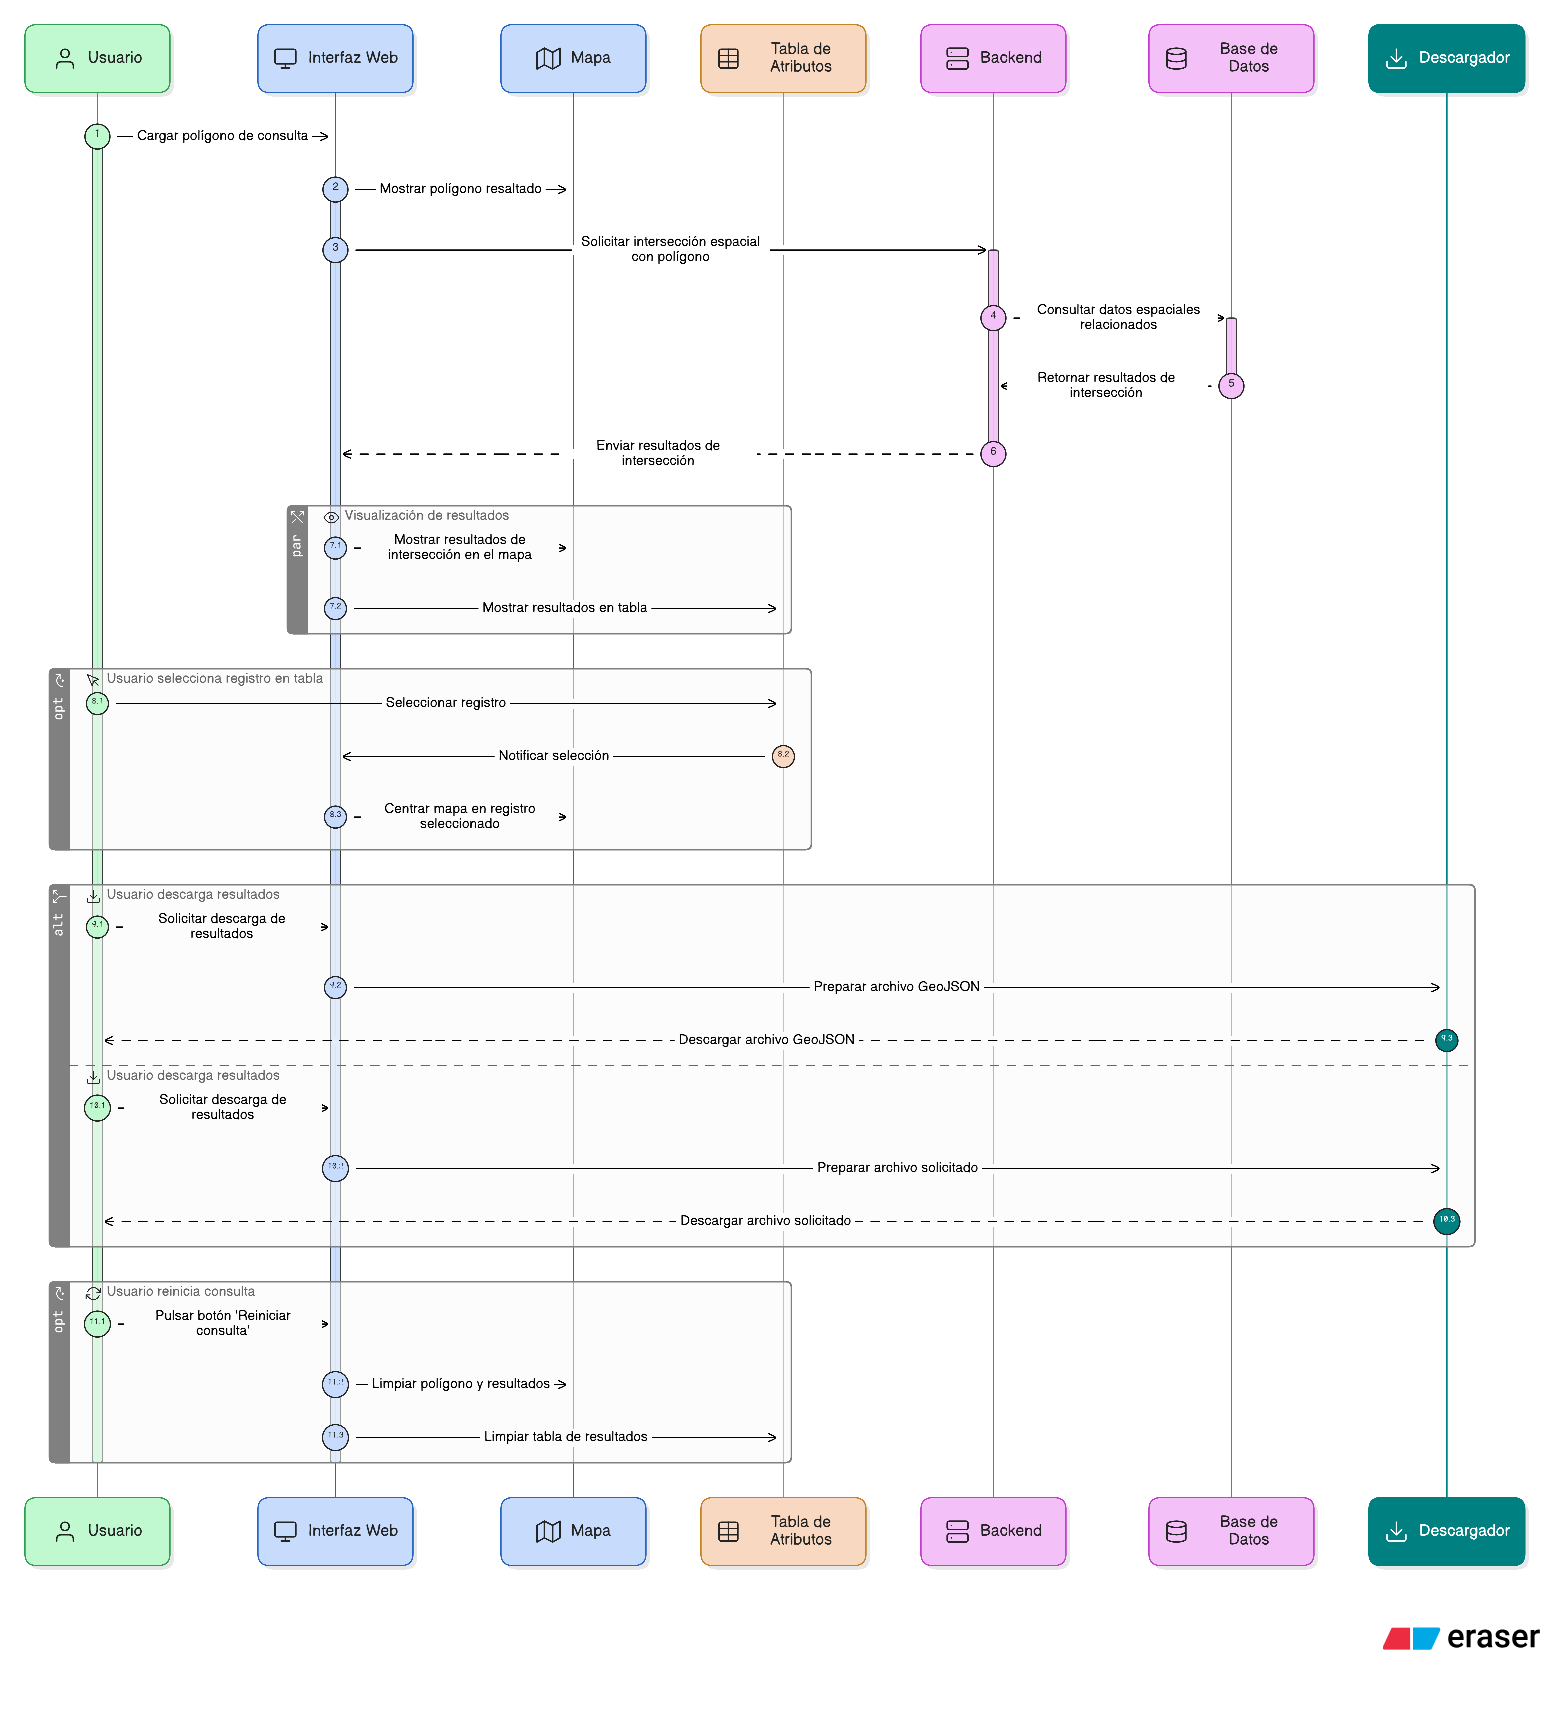 Usuario
Interfaz Web
Mapa
Tabla de
Atributos
Backend
Base de
Datos
Descargador
1
Cargar polígono de consulta
2
Mostrar polígono resaltado
3
Solicitar intersección espacial
con polígono
4
Consultar datos espaciales
relacionados
Retornar resultados de
intersección
5
Enviar resultados de
intersección
6
par
Visualización de resultados
7.1
Mostrar resultados de
intersección en el mapa
7.2
Mostrar resultados en tabla
opt
Usuario selecciona registro en tabla
8.1
Seleccionar registro
Notificar selección
8.2
8.3
Centrar mapa en registro
seleccionado
alt
Usuario descarga resultados
9.1
Solicitar descarga de
resultados
9.2
Preparar archivo GeoJSON
Descargar archivo GeoJSON
9.3
Usuario descarga resultados
10.1
Solicitar descarga de
resultados
10.2
Preparar archivo solicitado
Descargar archivo solicitado
10.3
opt
Usuario reinicia consulta
11.1
Pulsar botón 'Reiniciar
consulta'
11.2
Limpiar polígono y resultados
11.3
Limpiar tabla de resultados
Usuario
Interfaz Web
Mapa
Tabla de
Atributos
Backend
Base de
Datos
Descargador
eraser